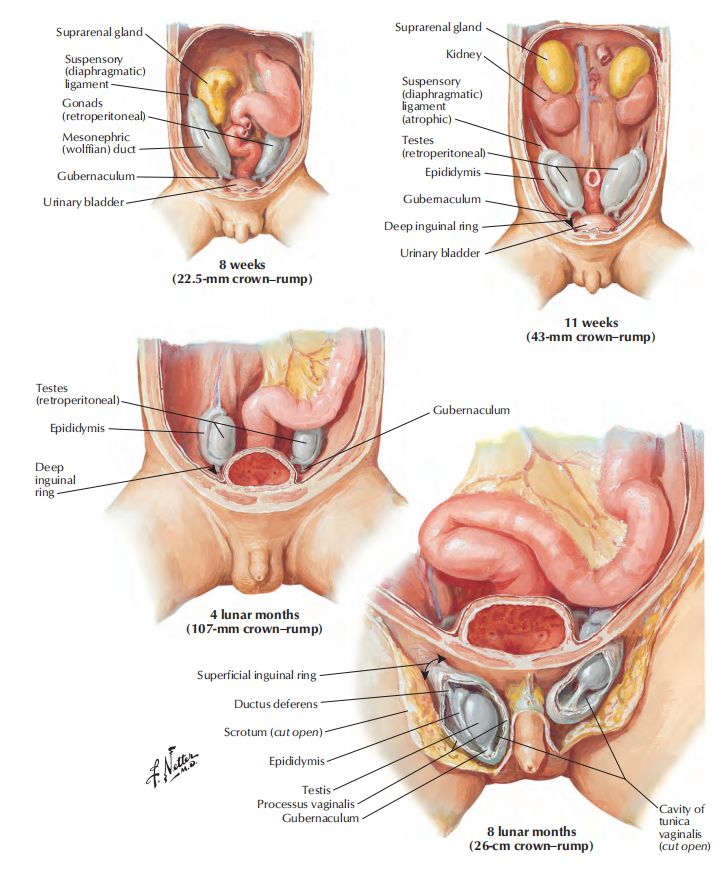 Suprarenal gland
Suspensory
(diaphragmatic)
ligament
Gonads
(retroperitoneal)
Mesonephric
(wolffian) duct
Gubernaculum
Urinary bladder
8 weeks
(22.5-mm crown–rump)
Suprarenal gland
Kidney
Suspensory
(diaphragmatic)
ligament
(atrophic)
Testes
(retroperitoneal)
Epididymis
Gubernaculum
Deep inguinal ring
Urinary bladder
11 weeks
(43-mm crown–rump)
Testes
(retroperitoneal)
Epididymis
Deep
inguinal
ring
Gubernaculum
4 lunar months
(107-mm crown–rump)
Superficial inguinal ring
Ductus deferens
Scrotum (cut open)
Epididymis
Testis
Processus vaginalis
Gubernaculum
Cavity of
tunica
vaginalis
(cut open)
8 lunar months
(26-cm crown–rump)
F. Netter
M.D.